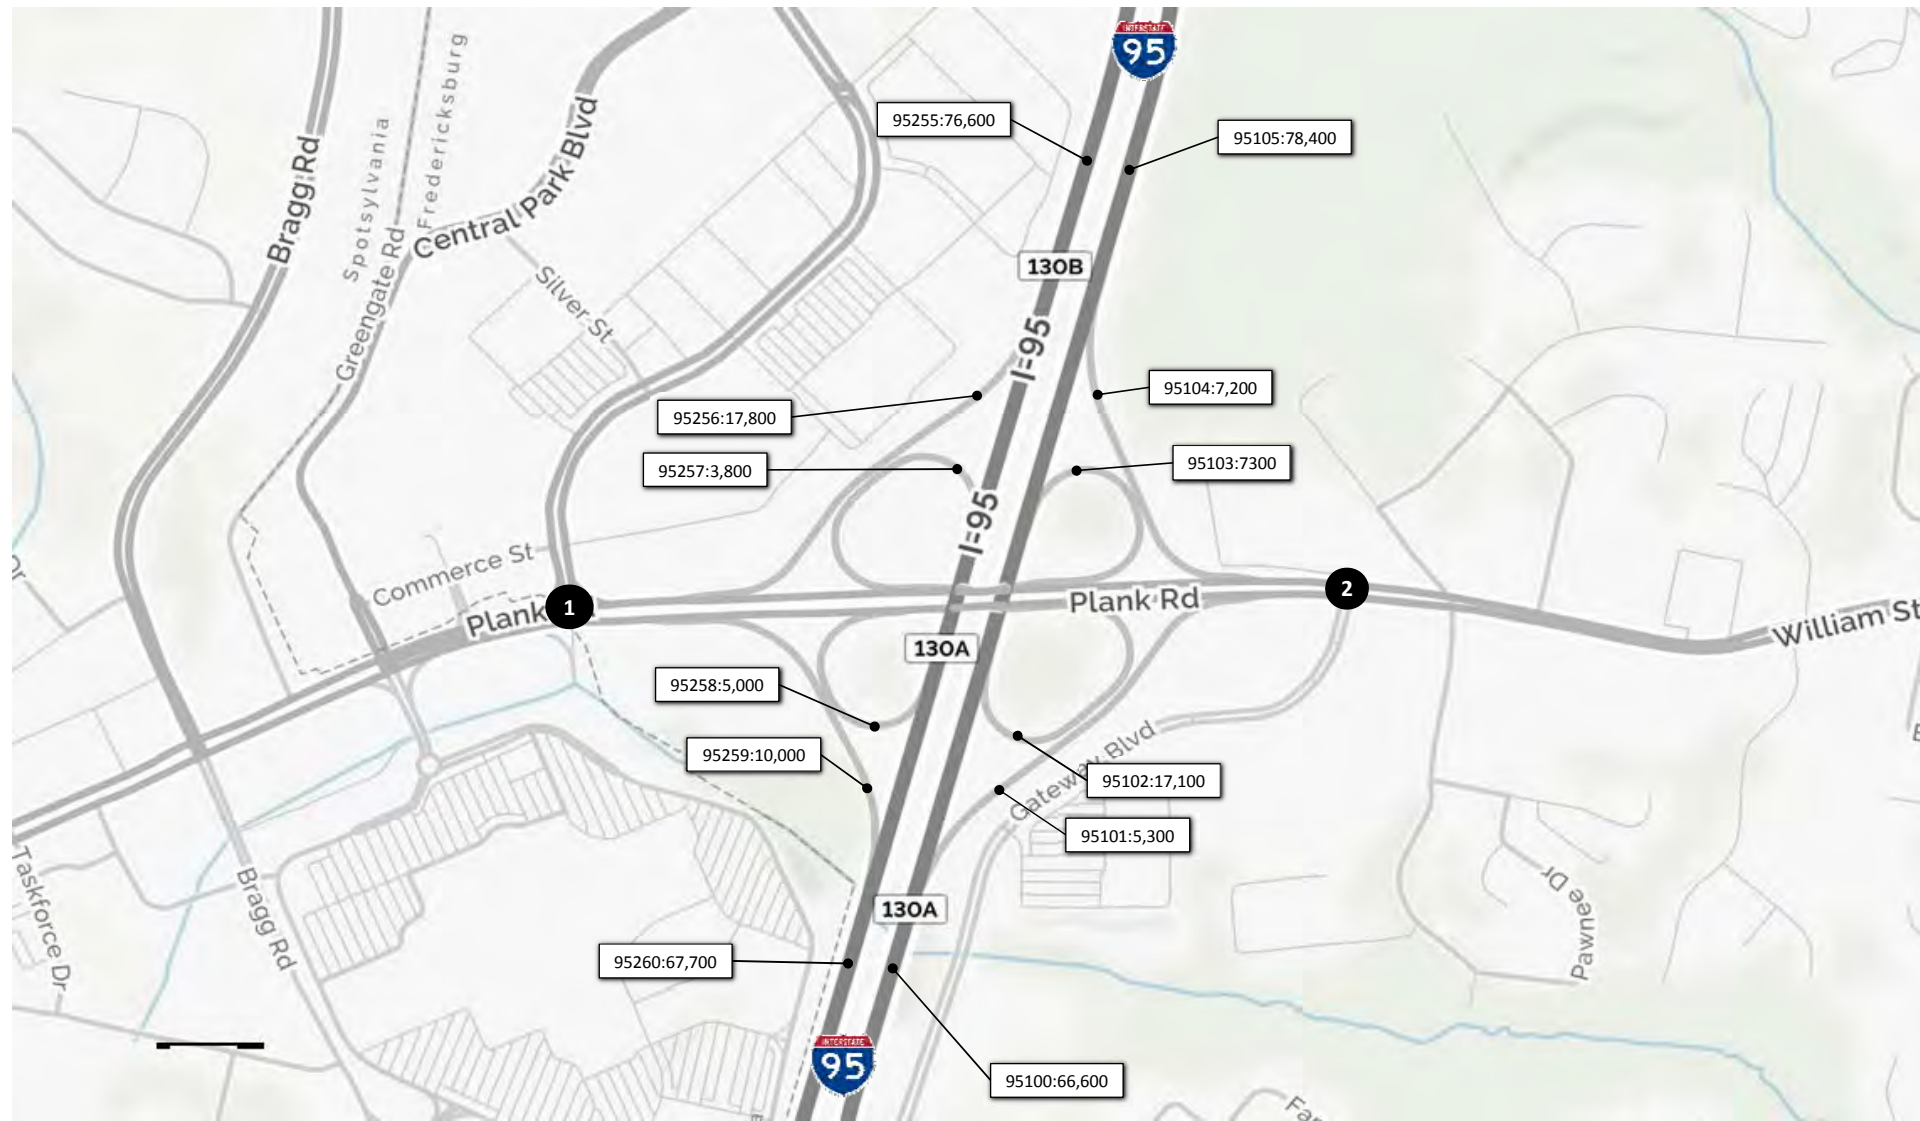 INTERSTATE
95
95255:76,600
95105:78,400
Bragg Rd
Spotsylvania
Fredericksburg
Central Park Blvd
Greengate Rd
Silver St
130B
I-95
95256:17,800
95104:7,200
95257:3,800
95103:7300
I-95
Commerce St
Dr
Plank
1
Plank Rd
2
William St
130A
95258:5,000
95259:10,000
Gateway Blvd
95102:17,100
95101:5,300
Taskforce Dr
Bragg Rd
130A
Pawnee Dr
95260:67,700
INTERSTATE
95
95100:66,600